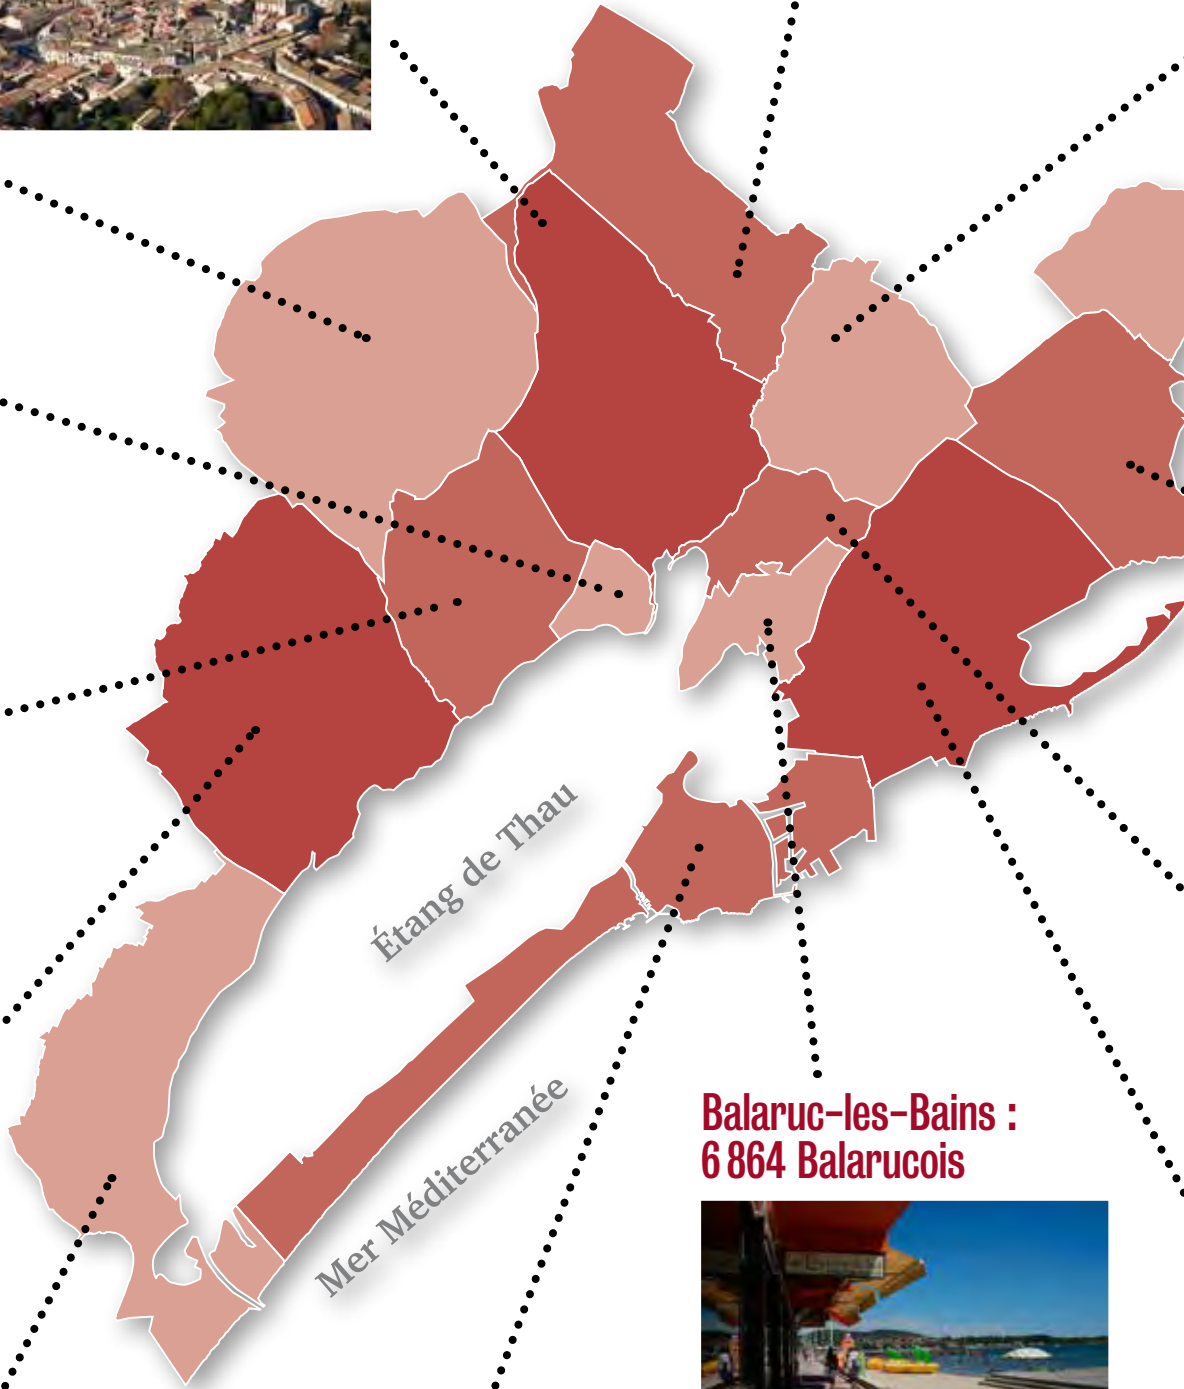 Étang de Thau
Mer Méditerranée
Balaruc-les-Bains :
6 864 Balarucois